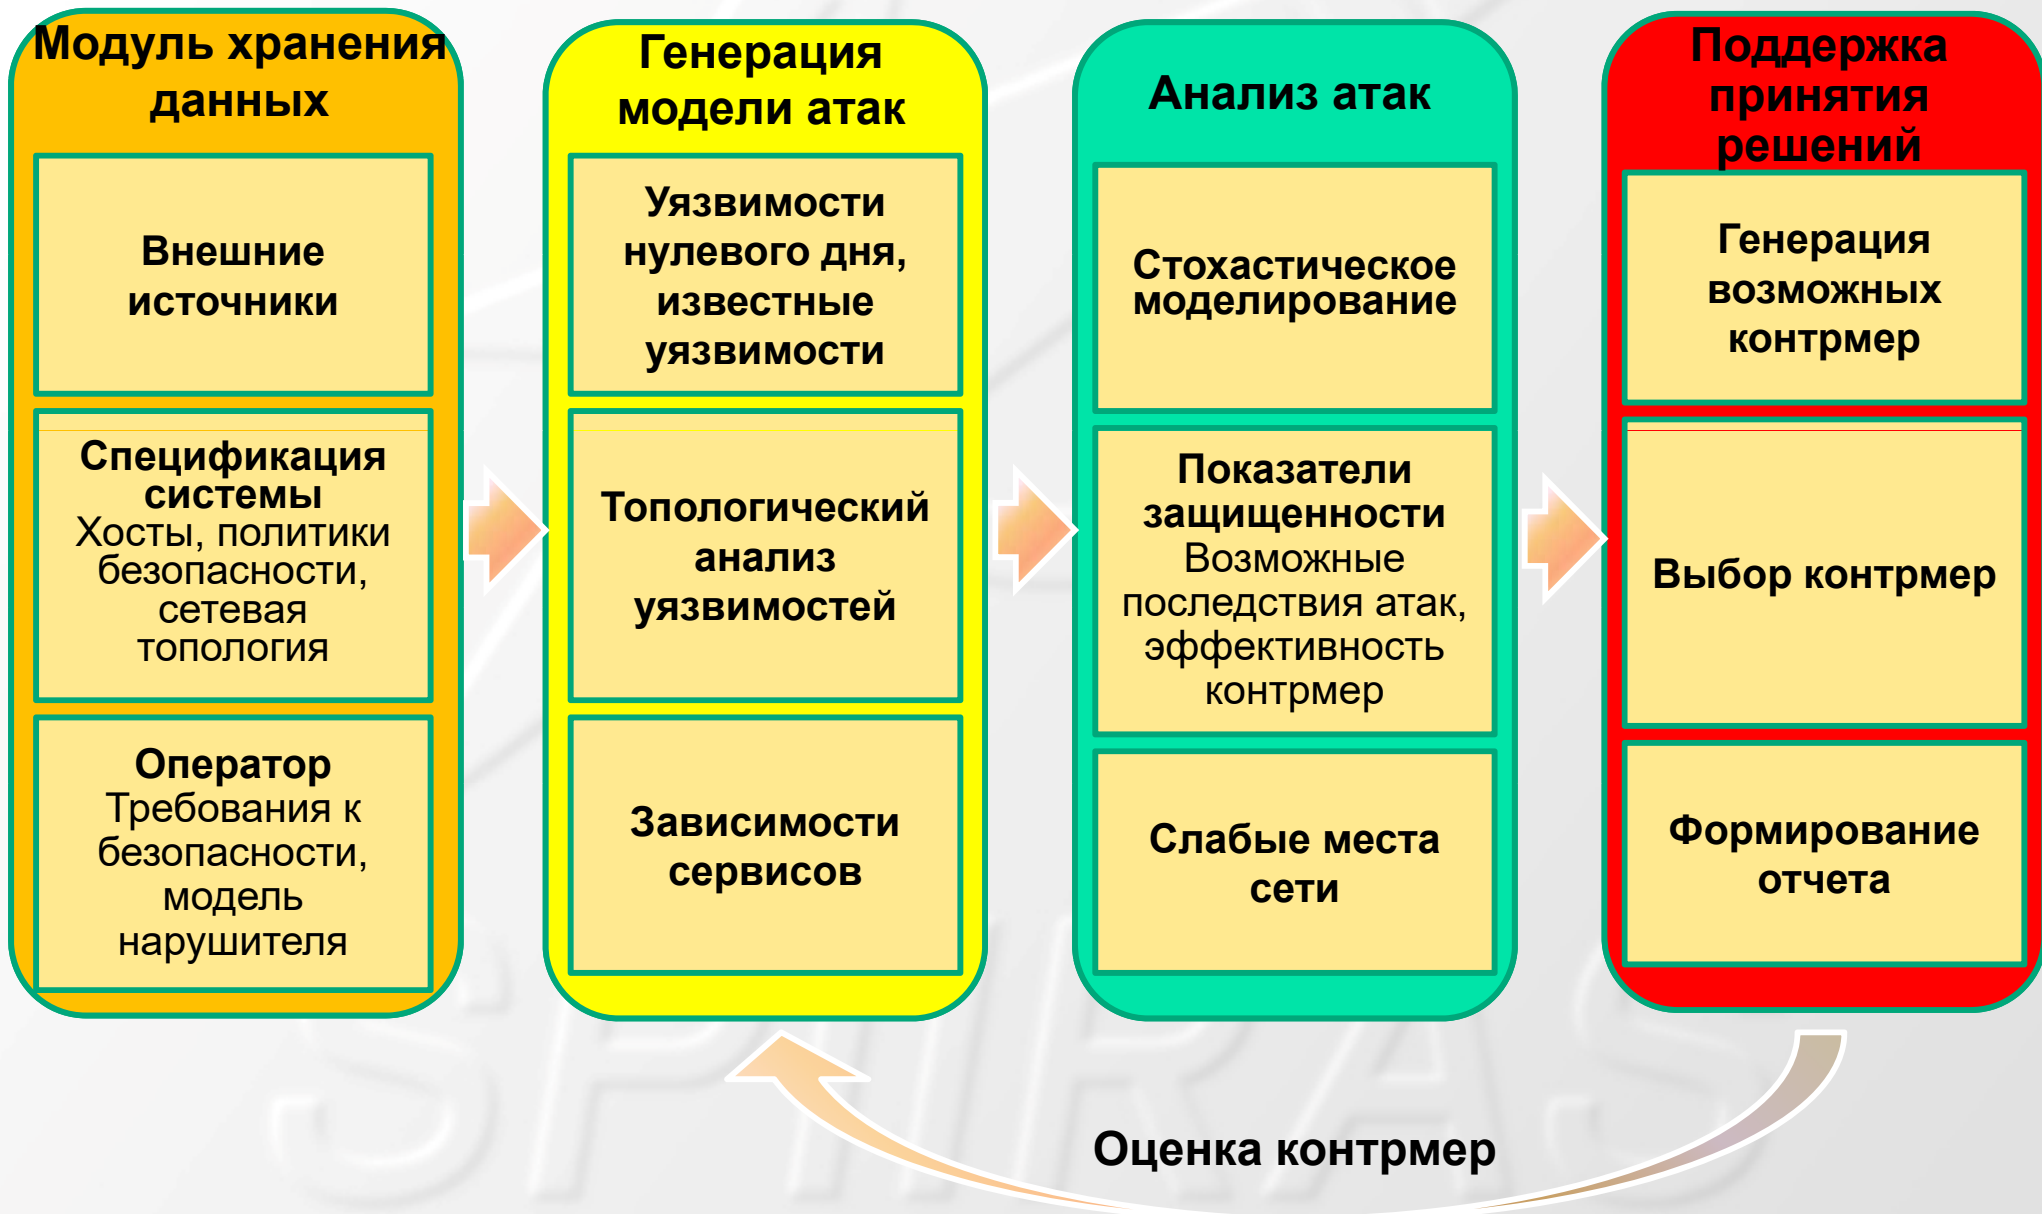 Модуль хранения
данных
Внешние
источники
Спецификация
системы
Хосты, политики
безопасности,
сетевая
топология
Оператор
Требования к
безопасности,
модель
нарушителя
Генерация
модели атак
Уязвимости
нулевого дня,
известные
уязвимости
Топологический
анализ
уязвимостей
Зависимости
сервисов
Анализ атак
Стохастическое
моделирование
Показатели
защищенности
Возможные
последствия атак,
эффективность
контрмер
Слабые места
сети
Поддержка
принятия
решений
Генерация
возможных
контрмер
Выбор контрмер
Формирование
отчета
Оценка контрмер
SPIIRAS